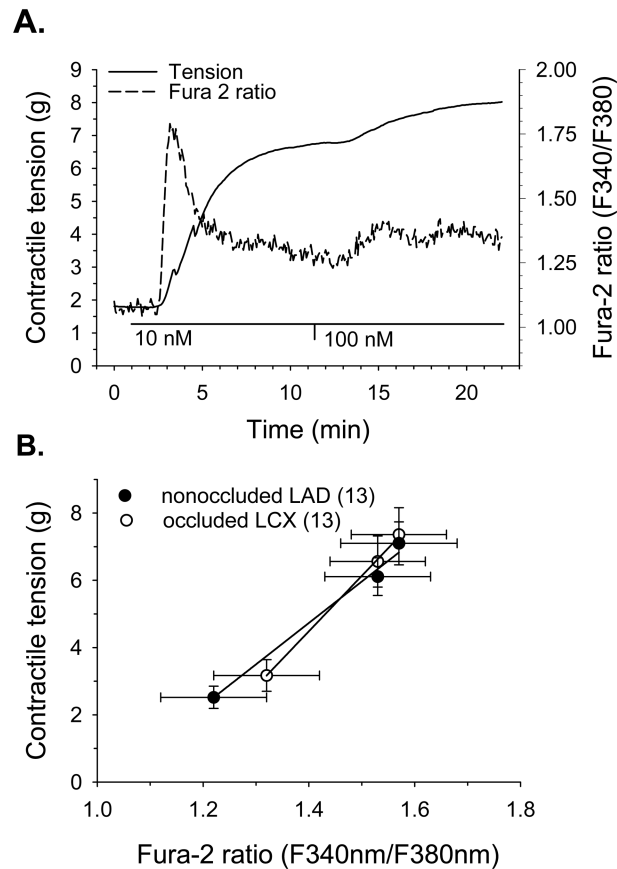 A.
Tension
Fura 2 ratio
Contractile tension (g)
9
8
7
6
5
4
3
2
1
0
2.00
1.75
1.50
1.25
1.00
Fura-2 ratio (F340/F380)
10 nM
100 nM
0 5 10 15 20
Time (min)
B.
nonoccluded LAD (13)
occluded LCX (13)
Contractile tension (g)
8
6
4
2
0
1.0 1.2 1.4 1.6 1.8
Fura-2 ratio (F340nm/F380nm)